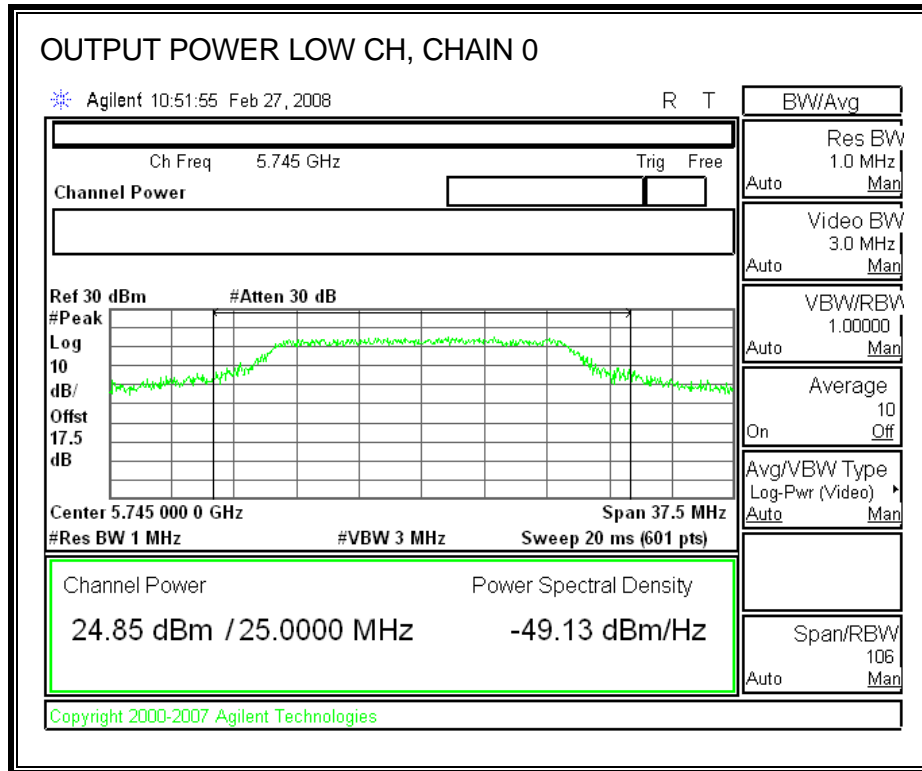 OUTPUT POWER LOW CH, CHAIN 0
Agilent 10:51:55 Feb 27, 2008 R T
BW/Avg
Ch Freq 5.745 GHz Trig Free
Channel Power
Res BW
1.0 MHz
Auto Man
Video BW
3.0 MHz
Auto Man
Ref 30 dBm #Atten 30 dB
#Peak
Log
10
dB/
Offst
17.5
dB
VBW/RBW
1.00000
Auto Man
Average
10
On Off
Avg/VBW Type
Log-Pwr (Video)
Auto Man
Center 5.745 000 0 GHz Span 37.5 MHz
#Res BW 1 MHz #VBW 3 MHz Sweep 20 ms (601 pts)
Channel Power Power Spectral Density
24.85 dBm / 25.0000 MHz -49.13 dBm/Hz
Span/RBW
106
Auto Man
Copyright 2000-2007 Agilent Technologies